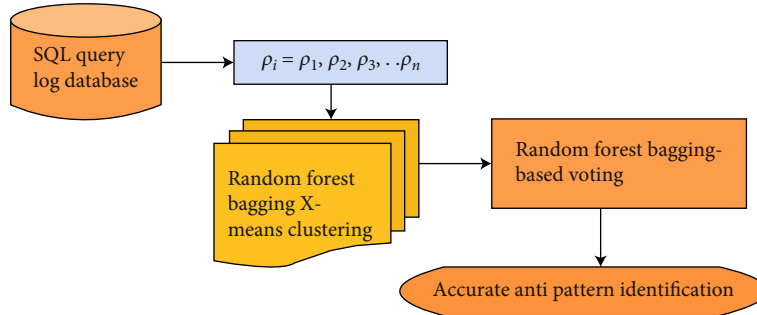 SQL query
log database
ρi = ρ1, ρ2, ρ3, . .ρn
Random forest
bagging X-
means clustering
Random forest bagging-
based voting
Accurate anti pattern identification